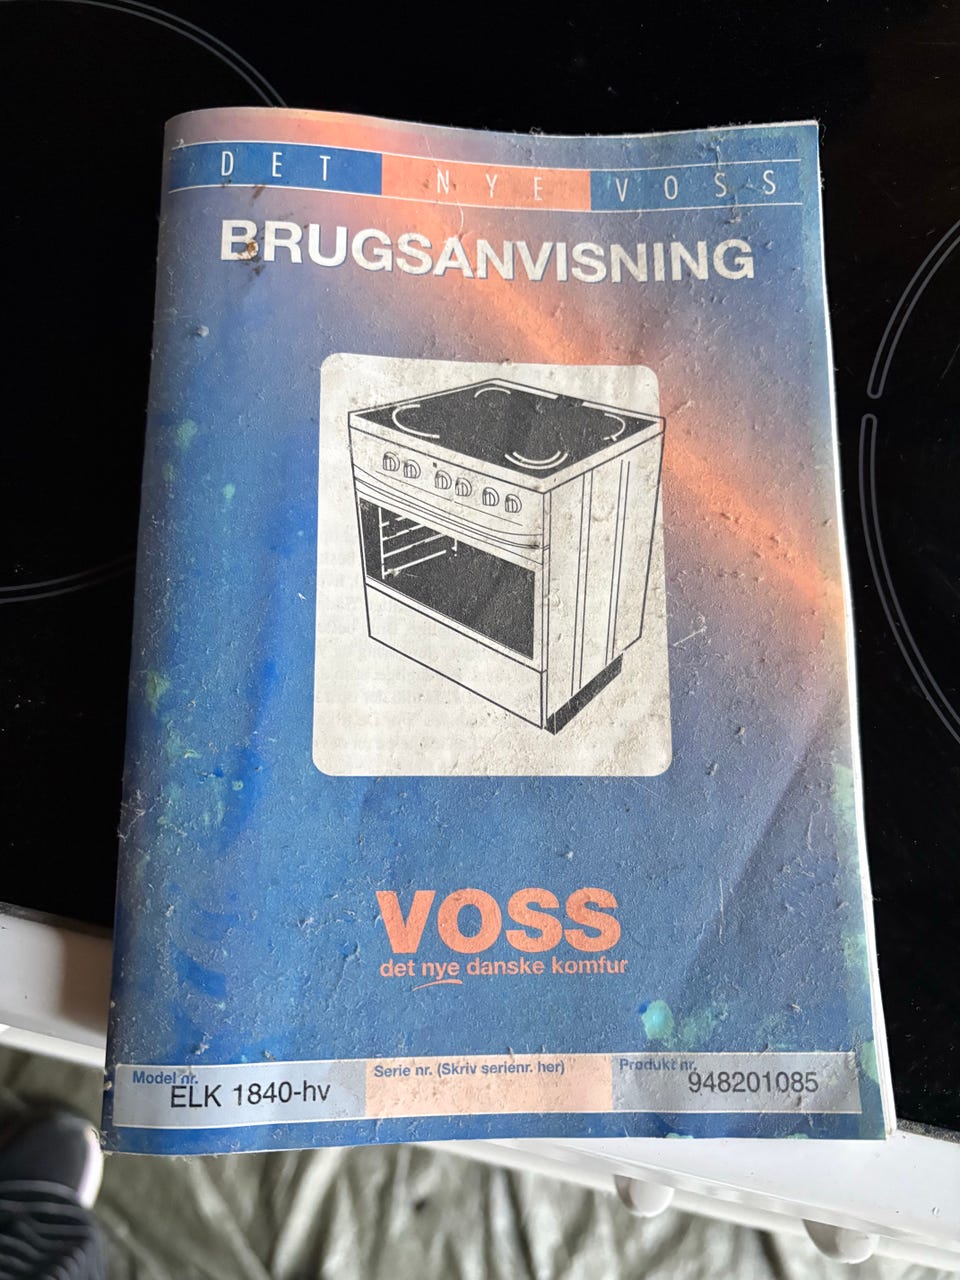 DET NYE VOSS
BRUGSANVISNING
VOSS
det nye danske komfur
Model nr. Serie nr. (Skriv serienr. her) Produkt nr.
ELK 1840-hv 948201085